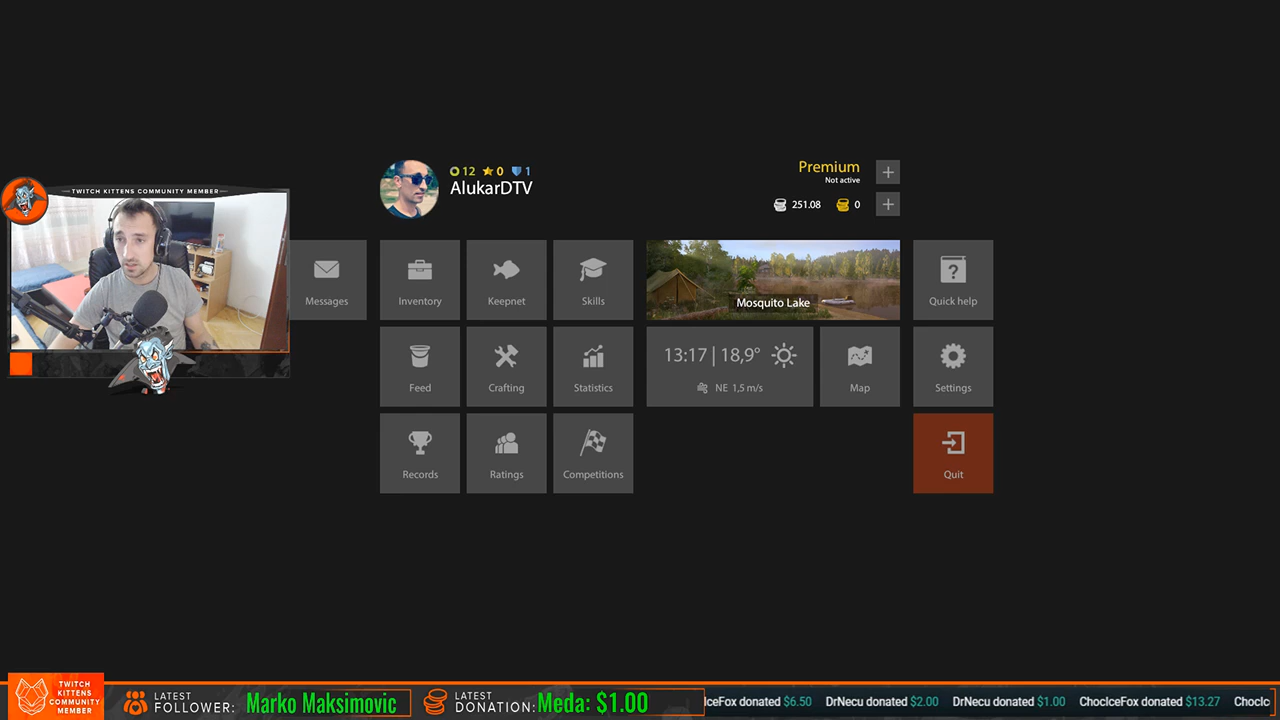 TWITCH KITTENS COMMUNITY MEMBER
12 0 1
AlukarDTV
Premium
Not active
251.08 0
Messages
Inventory
Keepnet
Skills
Mosquito Lake
Quick help
Feed
Crafting
Statistics
13:17 | 18,9°
NE 1,5 m/s
Map
Settings
Records
Ratings
Competitions
Quit
TWITCH
KITTENS
COMMUNITY
MEMBER
LATEST
FOLLOWER:
Marko Maksimovic
LATEST
DONATION:
Meda: $1.00
IceFox donated $6.50 DrNecu donated $2.00 DrNecu donated $1.00 ChocIceFox donated $13.27 ChocIc